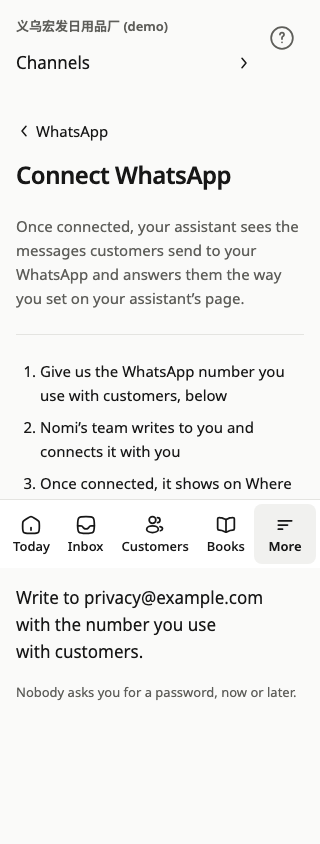 义乌宏发日用品厂 (demo)
Channels
WhatsApp
Connect WhatsApp
Once connected, your assistant sees the
messages customers send to your
WhatsApp and answers them the way
you set on your assistant’s page.
1. Give us the WhatsApp number you
use with customers, below
2. Nomi’s team writes to you and
connects it with you
3. Once connected, it shows on Where
Today Inbox Customers Books More
Write to privacy@example.com
with the number you use
with customers.
Nobody asks you for a password, now or later.